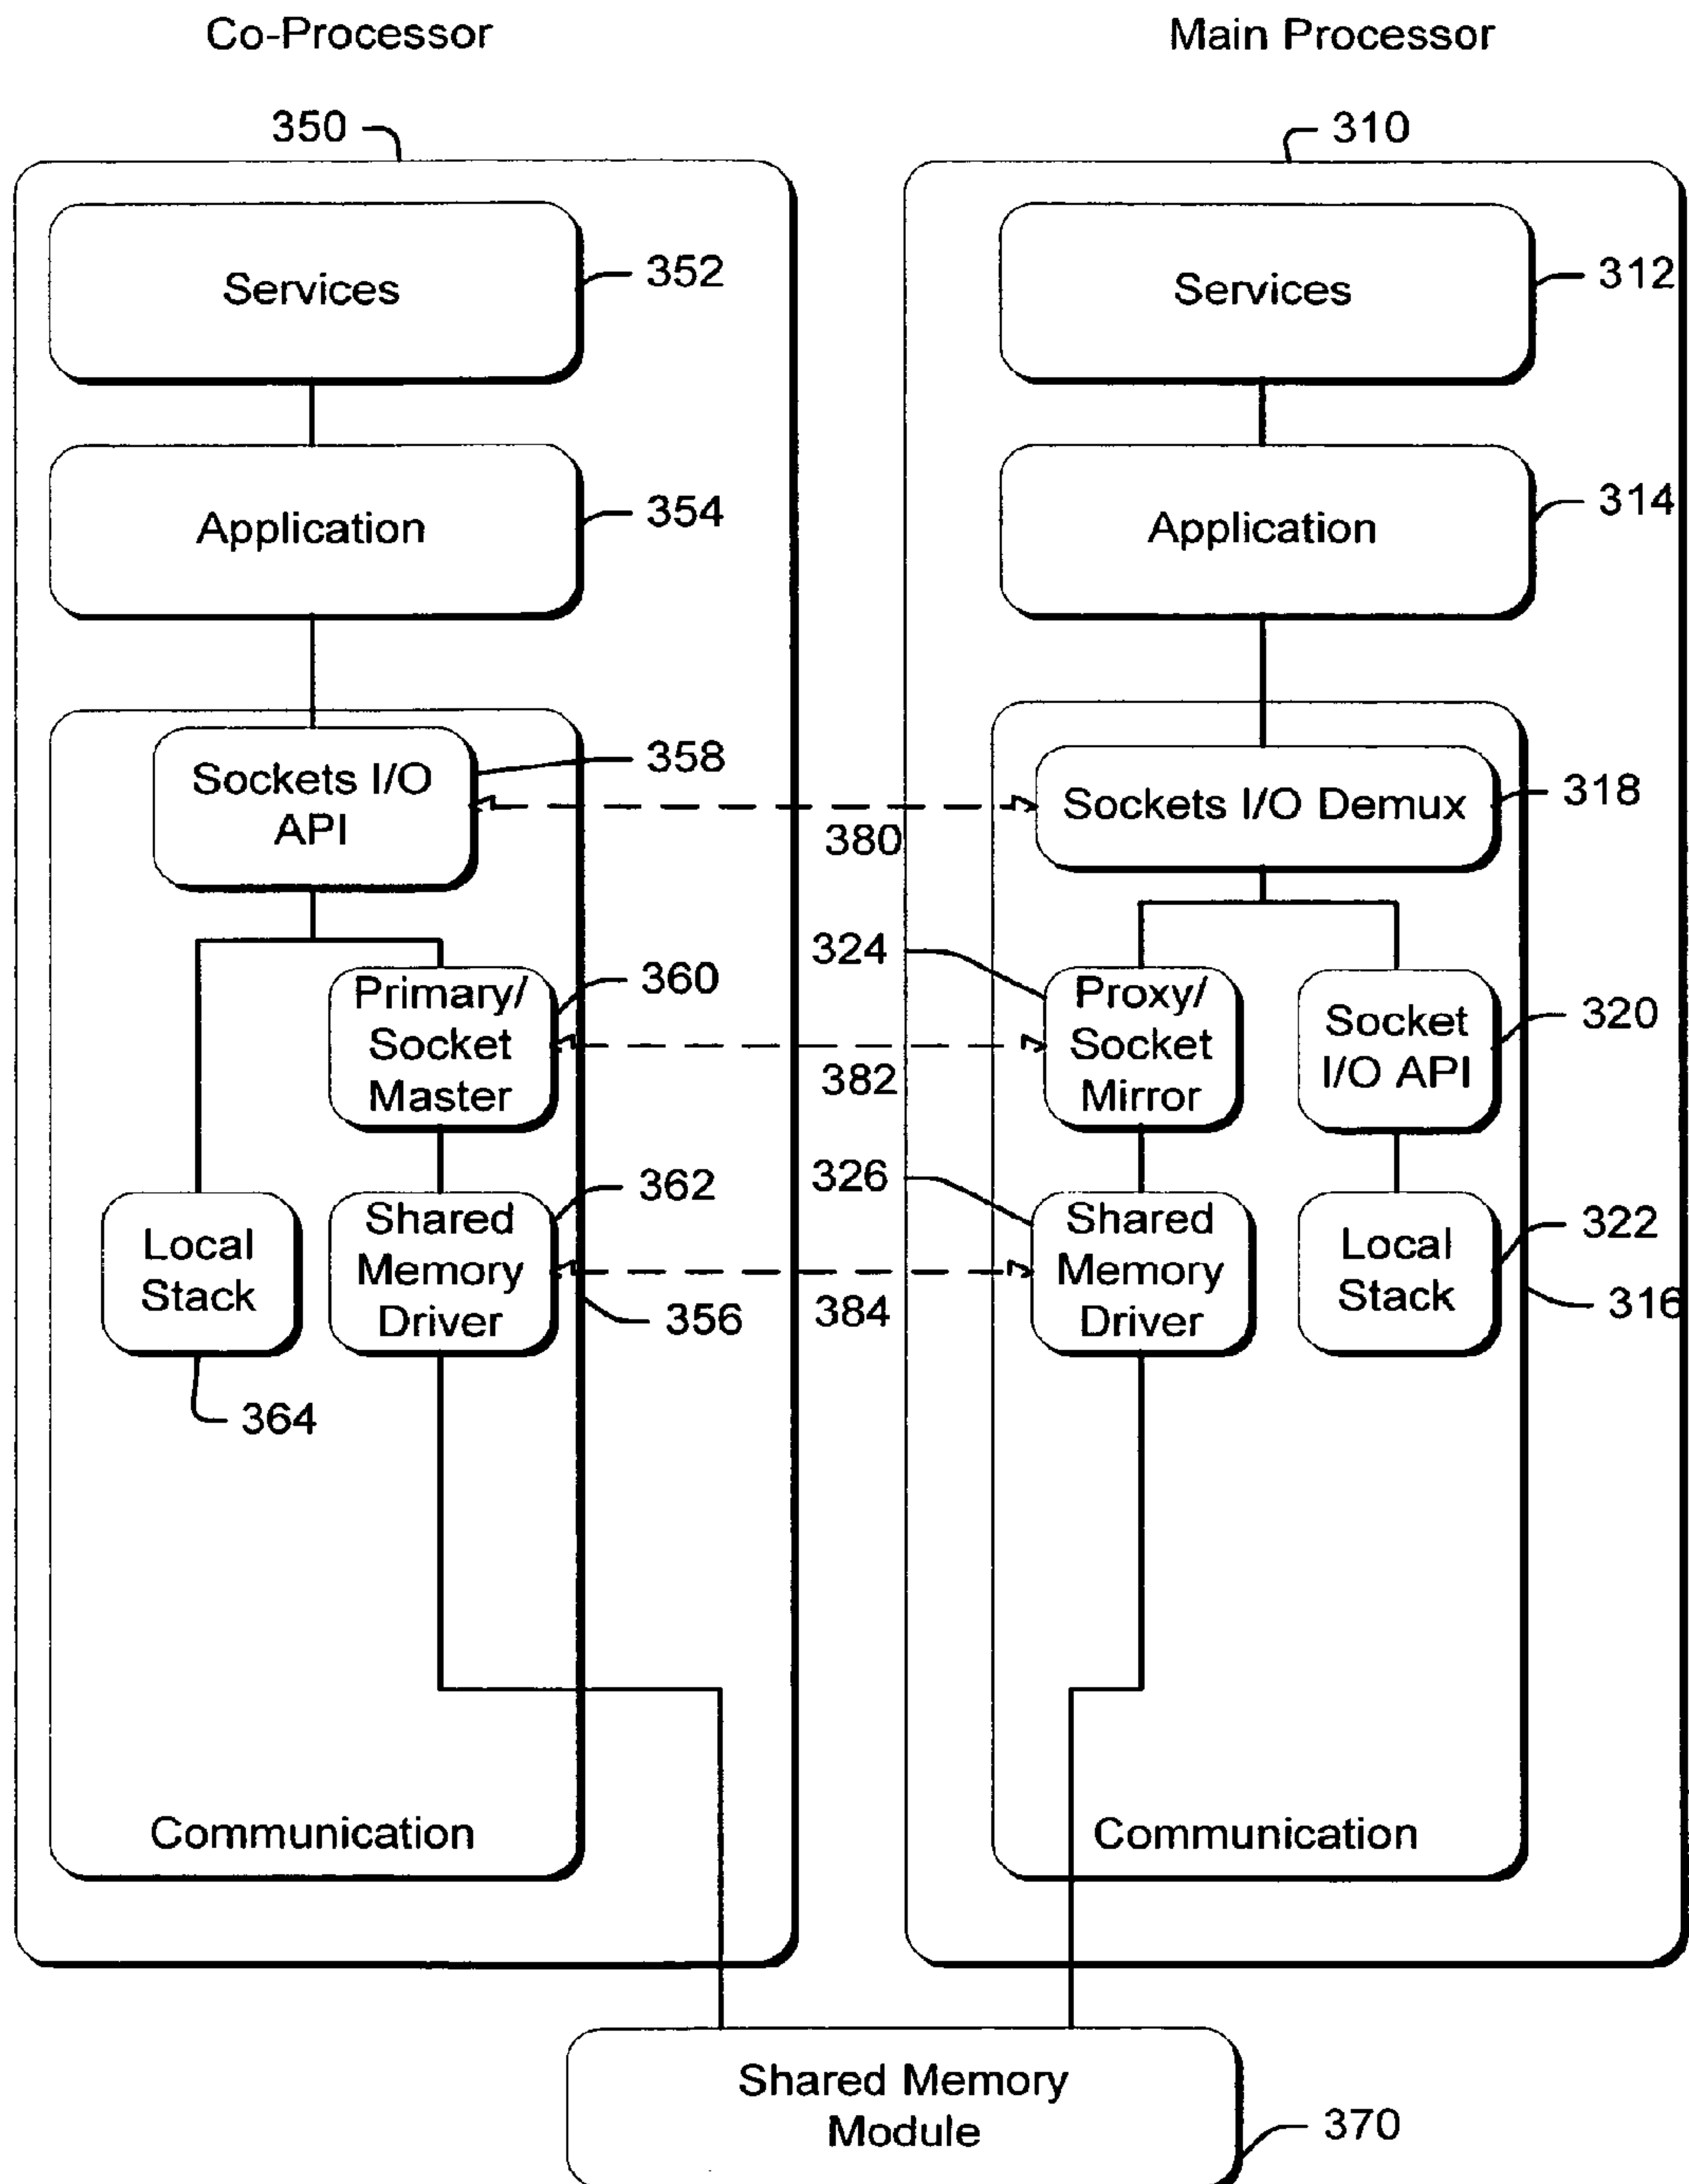 Co-Processor
Main Processor
350
310
Services
352
Services
312
Application
354
Application
314
Sockets I/O
API
358
380
Sockets I/O Demux
318
Primary/
Socket
Master
360
382
324
Proxy/
Socket
Mirror
Socket
I/O API
320
Local
Stack
364
Shared
Memory
Driver
362
356
384
326
Shared
Memory
Driver
Local
Stack
322
316
Communication
Communication
Shared Memory
Module
370